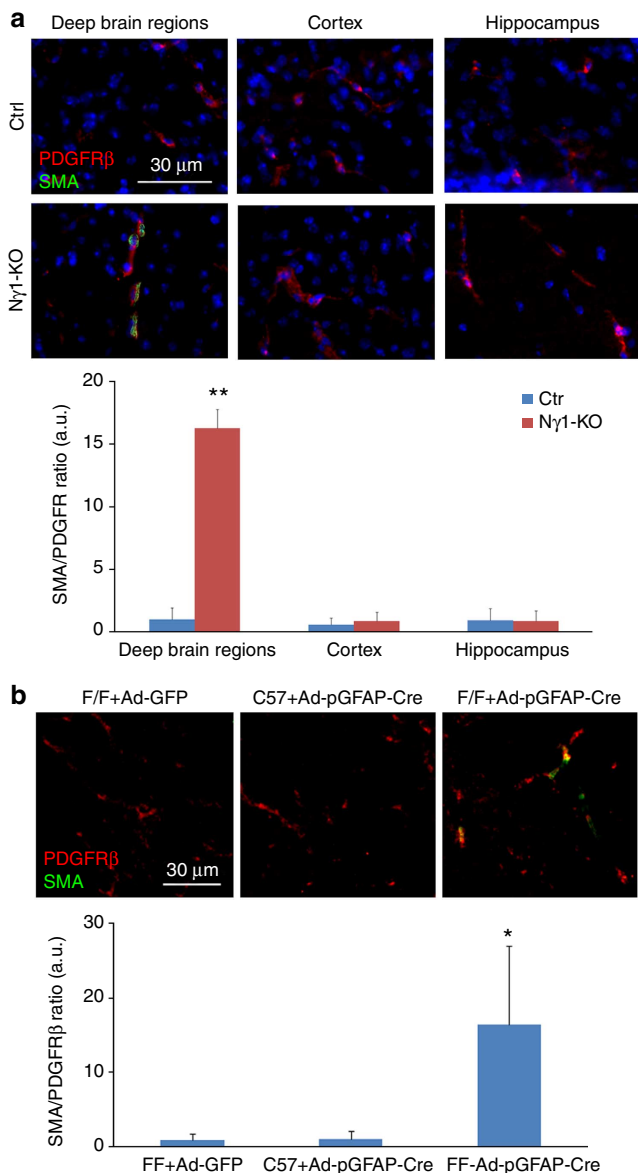 a
Deep brain regions
Cortex
Hippocampus
Ctrl
PDGFRβ
SMA
30 μm
Nγ1-KO
SMA/PDGFR ratio (a.u.)
20
15
10
5
0
**
Ctr
Nγ1-KO
Deep brain regions
Cortex
Hippocampus
b
F/F+Ad-GFP
C57+Ad-pGFAP-Cre
F/F+Ad-pGFAP-Cre
PDGFRβ
SMA
30 μm
SMA/PDGFRβ ratio (a.u.)
30
20
10
0
*
FF+Ad-GFP
C57+Ad-pGFAP-Cre
FF-Ad-pGFAP-Cre